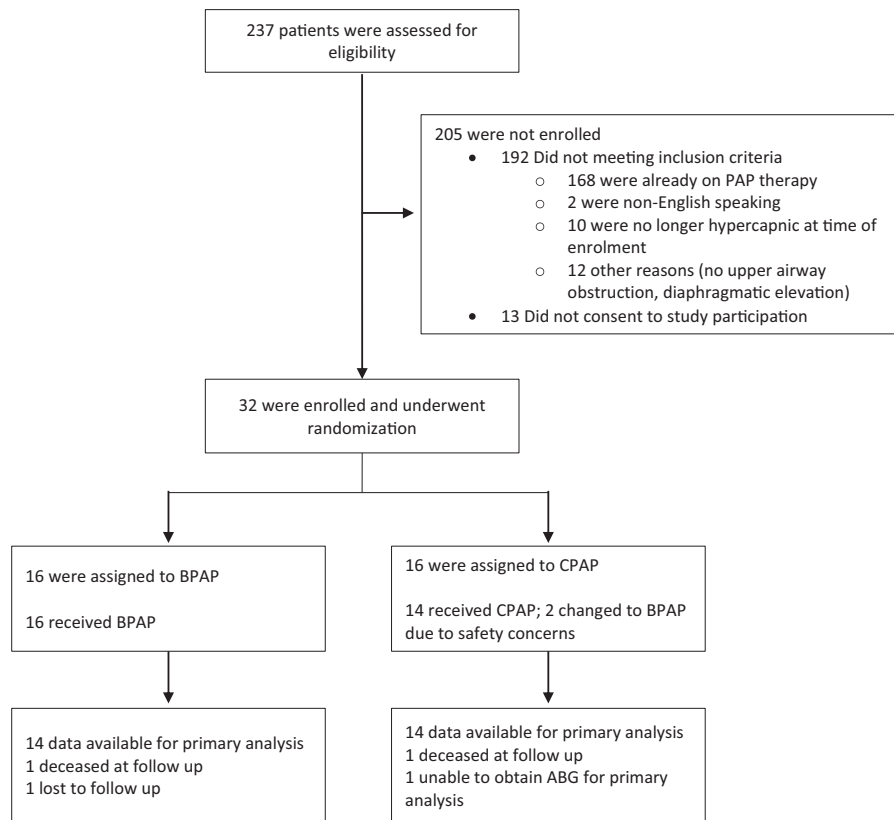 237 patients were assessed for
eligibility
205 were not enrolled
• 192 Did not meeting inclusion criteria
○ 168 were already on PAP therapy
○ 2 were non-English speaking
○ 10 were no longer hypercapnic at time of
enrolment
○ 12 other reasons (no upper airway
obstruction, diaphragmatic elevation)
• 13 Did not consent to study participation
32 were enrolled and underwent
randomization
16 were assigned to BPAP
16 received BPAP
16 were assigned to CPAP
14 received CPAP; 2 changed to BPAP
due to safety concerns
14 data available for primary analysis
1 deceased at follow up
1 lost to follow up
14 data available for primary analysis
1 deceased at follow up
1 unable to obtain ABG for primary
analysis